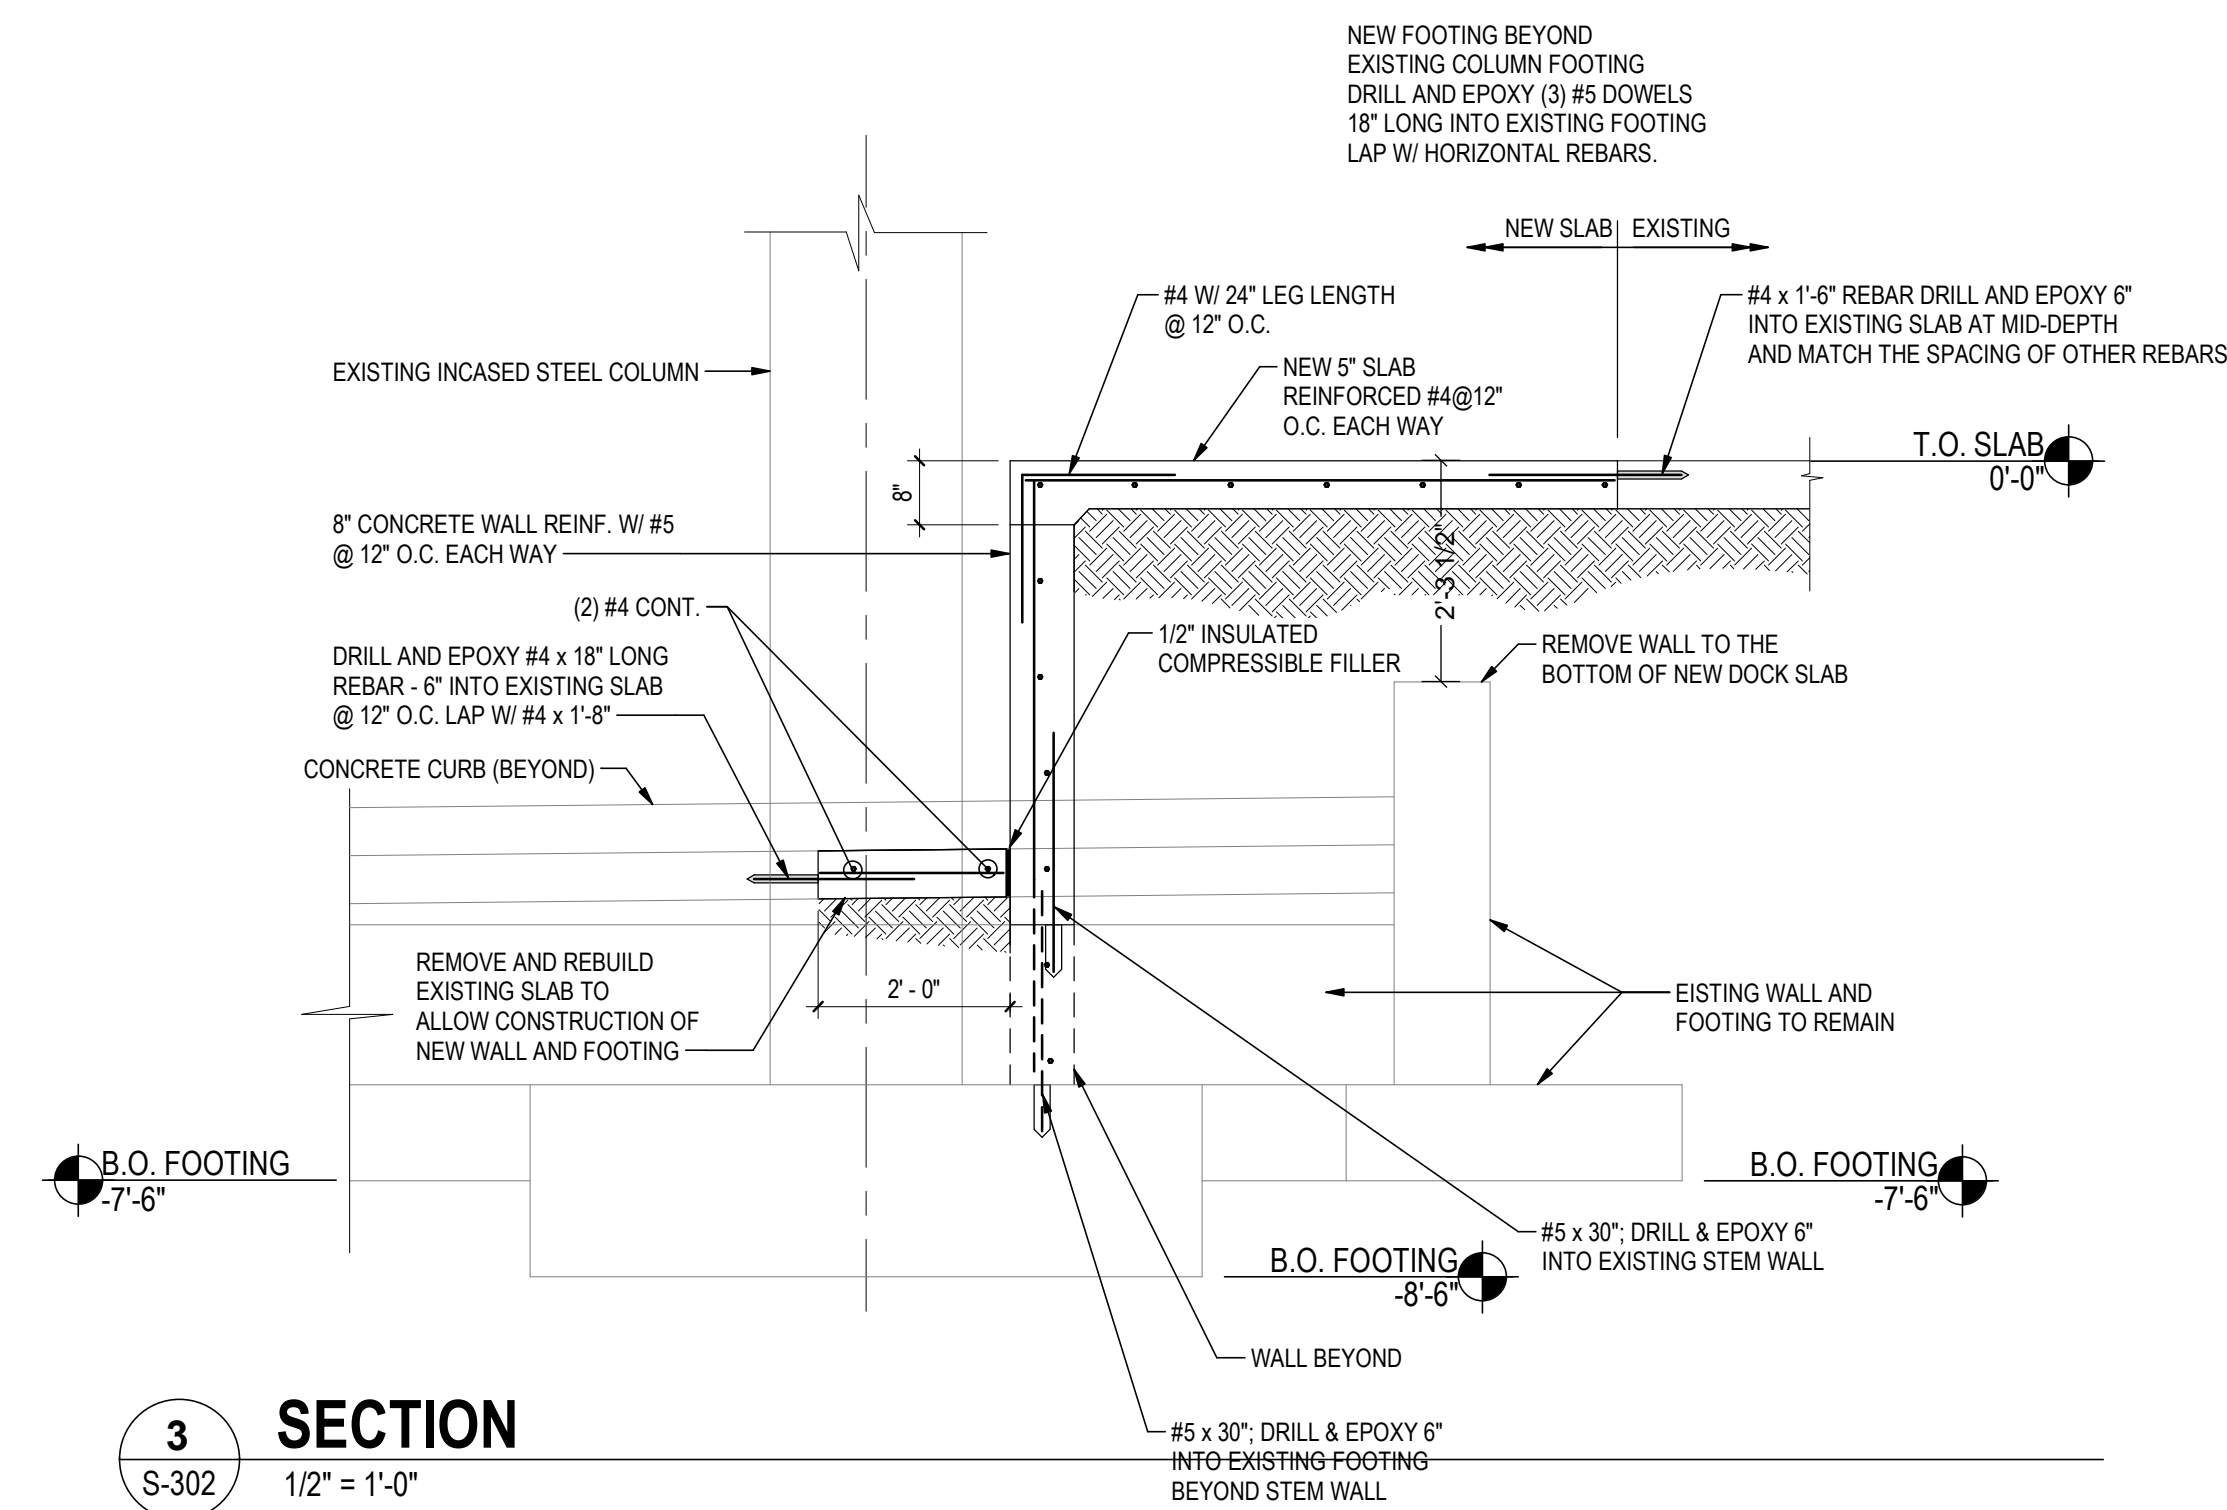 NEW FOOTING BEYOND
EXISTING COLUMN FOOTING
DRILL AND EPOXY (3) #5 DOWELS
18" LONG INTO EXISTING FOOTING
LAP W/ HORIZONTAL REBARS.
NEW SLAB
EXISTING
#4 W/ 24" LEG LENGTH
@ 12" O.C.
#4 x 1'-6" REBAR DRILL AND EPOXY 6"
INTO EXISTING SLAB AT MID-DEPTH
AND MATCH THE SPACING OF OTHER REBARS
EXISTING INCASED STEEL COLUMN
NEW 5" SLAB
REINFORCED #4@12"
O.C. EACH WAY
T.O. SLAB
0'-0"
8"
8" CONCRETE WALL REINF. W/ #5
@ 12" O.C. EACH WAY
2'-3 1/2"
(2) #4 CONT.
1/2" INSULATED
COMPRESSIBLE FILLER
REMOVE WALL TO THE
BOTTOM OF NEW DOCK SLAB
DRILL AND EPOXY #4 x 18" LONG
REBAR - 6" INTO EXISTING SLAB
@ 12" O.C. LAP W/ #4 x 1'-8"
CONCRETE CURB (BEYOND)
REMOVE AND REBUILD
EXISTING SLAB TO
ALLOW CONSTRUCTION OF
NEW WALL AND FOOTING
2' - 0"
EISTING WALL AND
FOOTING TO REMAIN
B.O. FOOTING
-7'-6"
B.O. FOOTING
-7'-6"
#5 x 30"; DRILL & EPOXY 6"
INTO EXISTING STEM WALL
B.O. FOOTING
-8'-6"
WALL BEYOND
#5 x 30"; DRILL & EPOXY 6"
INTO EXISTING FOOTING
BEYOND STEM WALL
3
S-302
SECTION
1/2" = 1'-0"